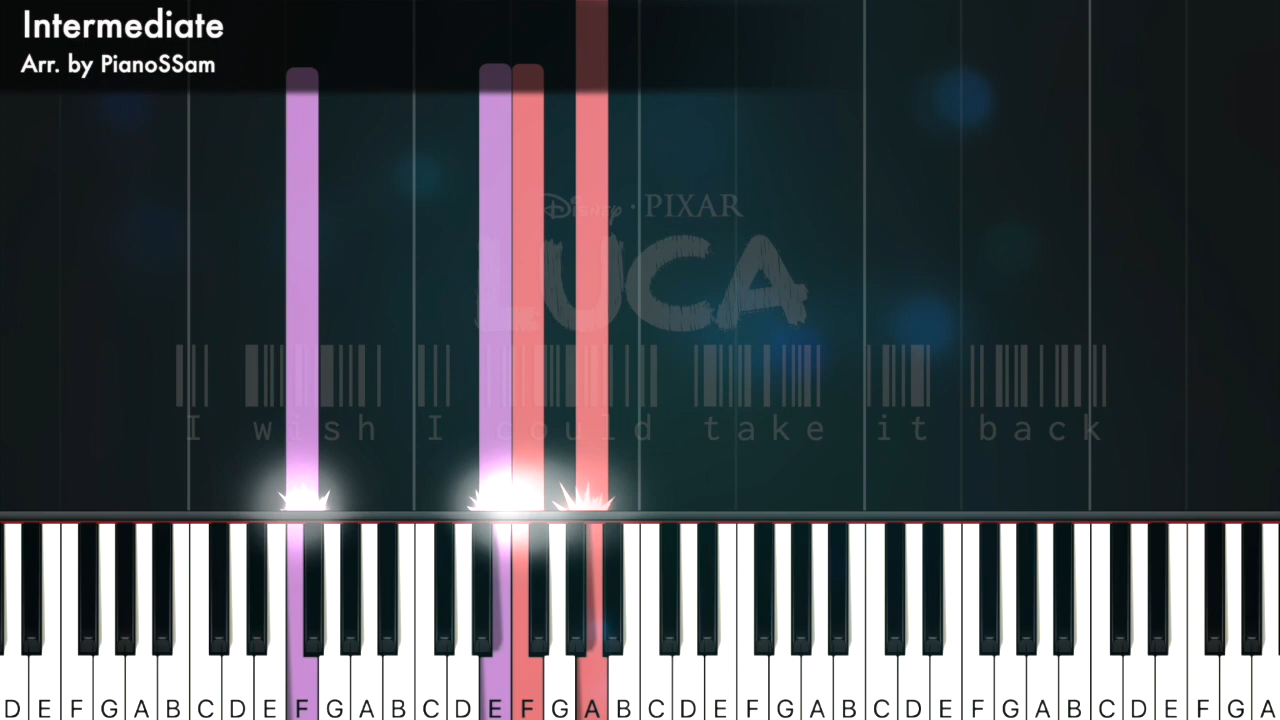 Intermediate
Arr. by PianoSSam
Disney · PIXAR
LUCA
I wish I could take it back
D E F G A B C D E F G A B C D E F G A B C D E F G A B C D E F G A B C D E F G A